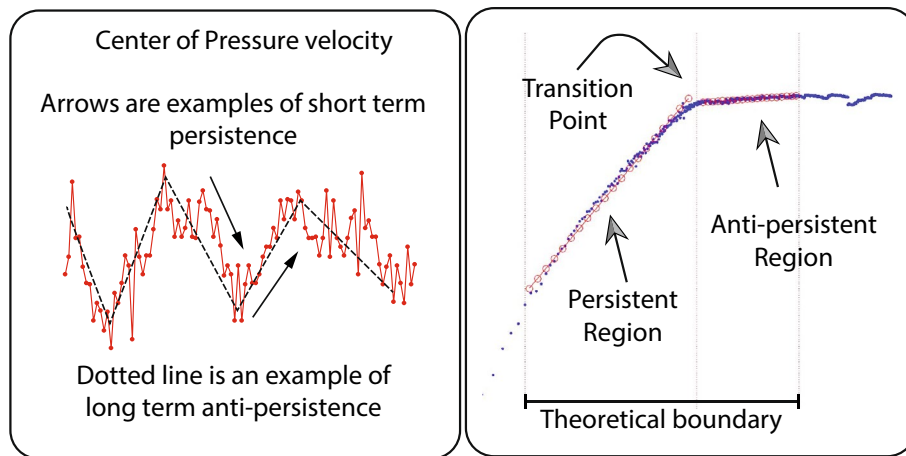 Center of Pressure velocity
Arrows are examples of short term
persistence
Dotted line is an example of
long term anti-persistence
Transition
Point
Anti-persistent
Region
Persistent
Region
Theoretical boundary